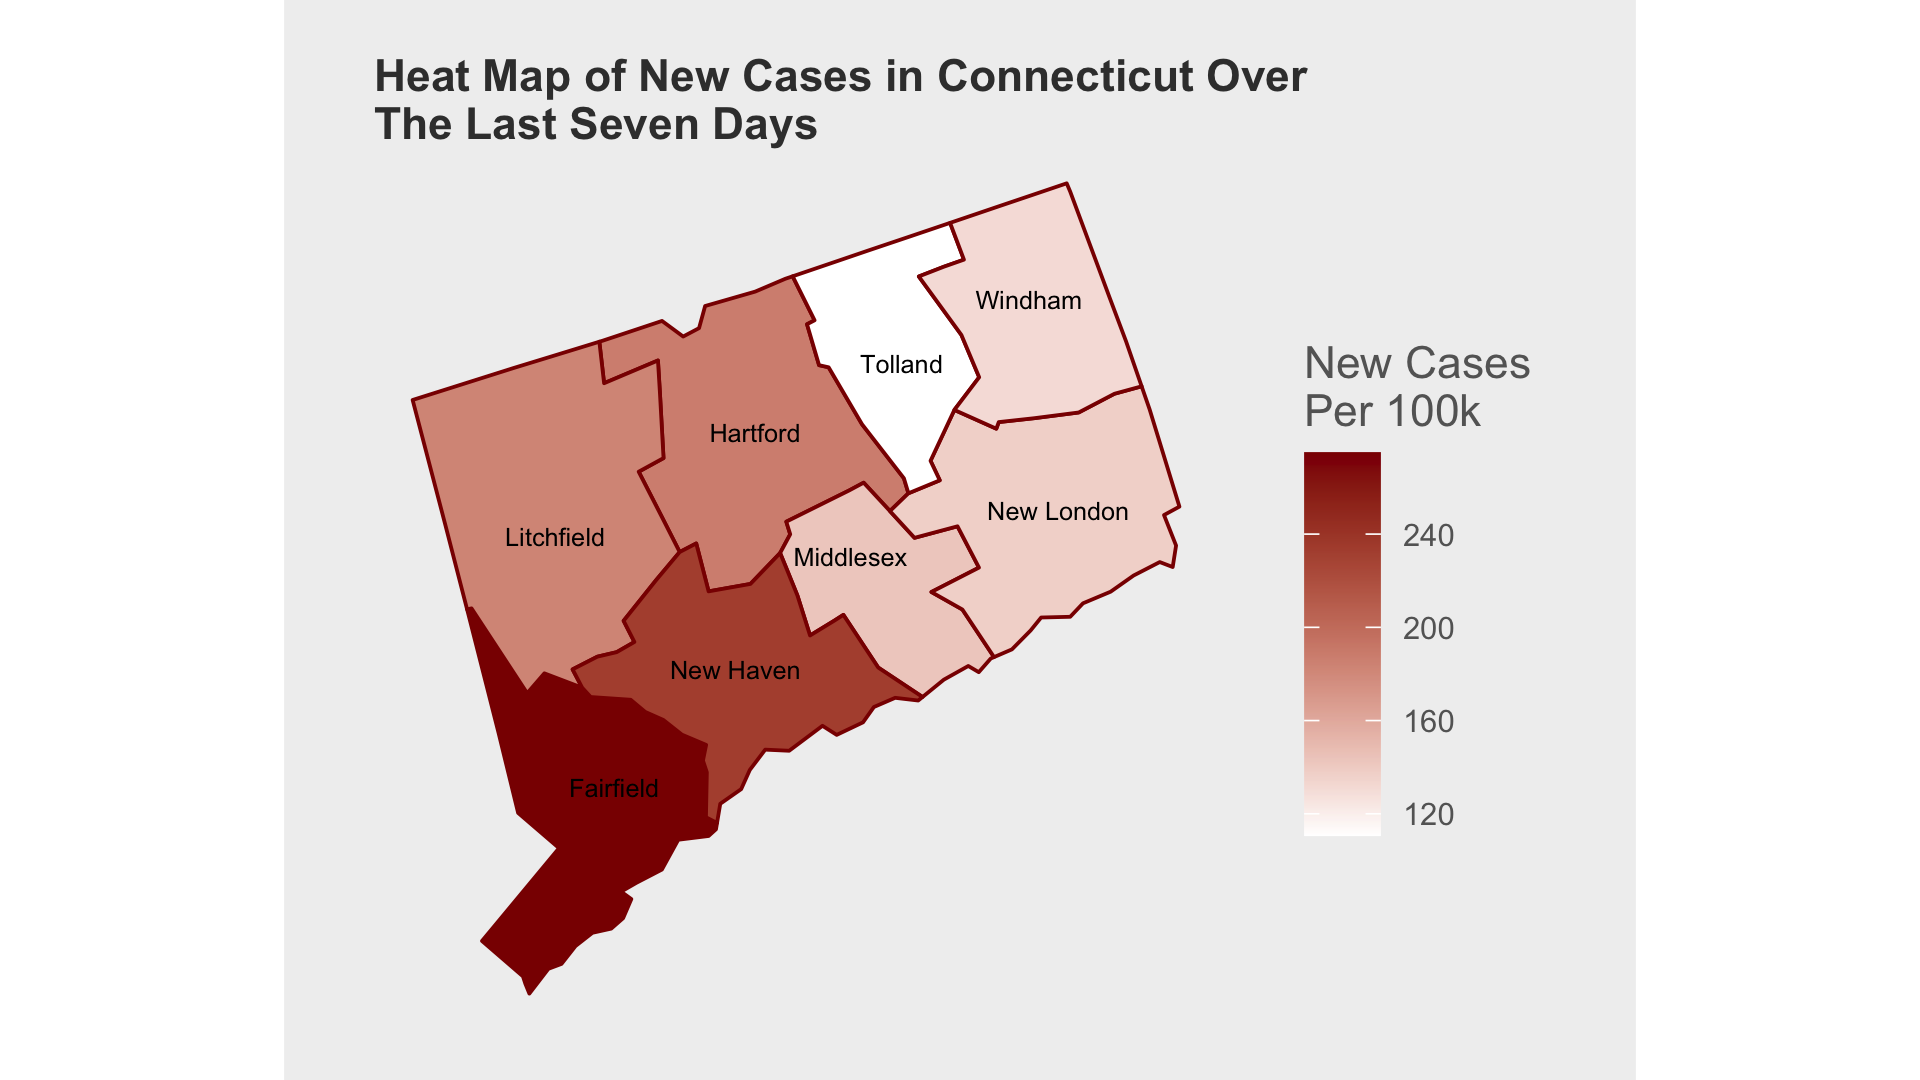 Heat Map of New Cases in Connecticut Over
The Last Seven Days
Windham
Tolland
Hartford
New London
Litchfield
Middlesex
New Haven
Fairfield
New Cases
Per 100k
240
200
160
120